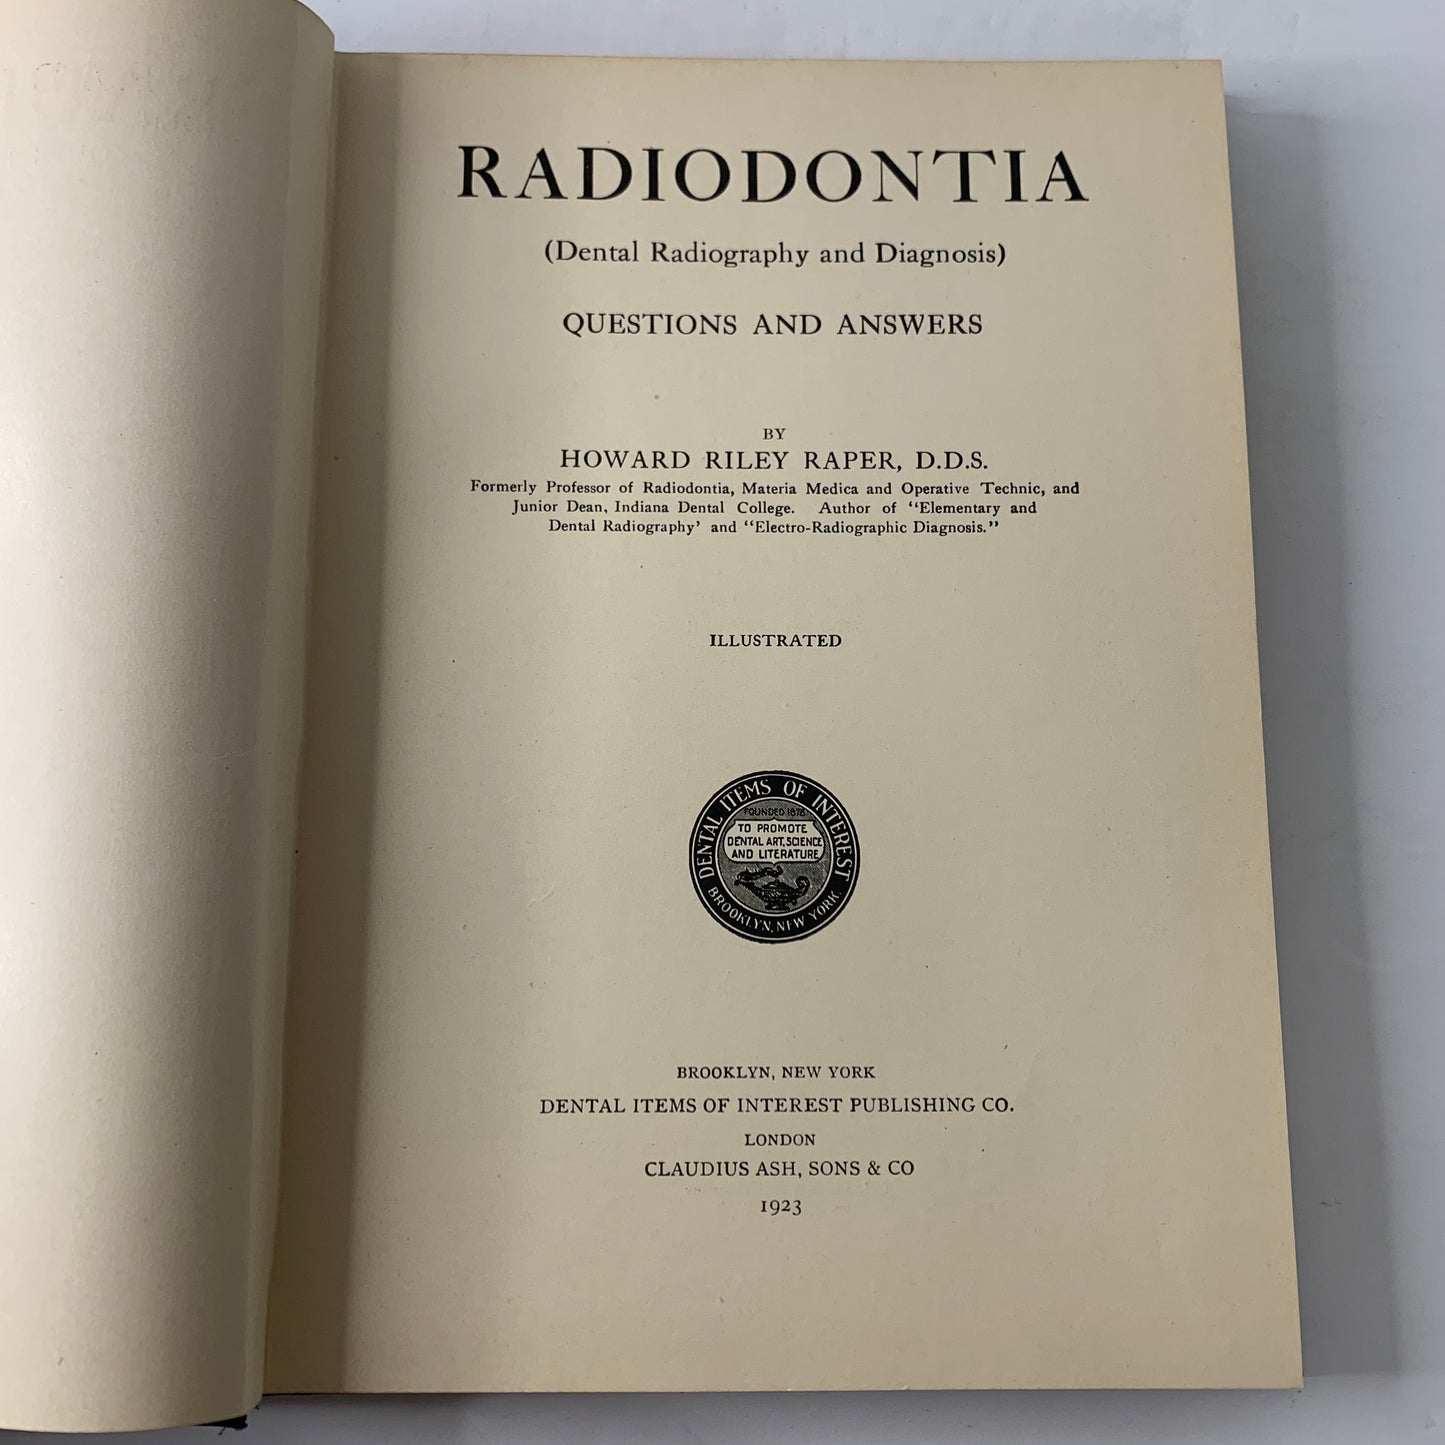 RADIODONTIA
(Dental Radiography and Diagnosis)
QUESTIONS AND ANSWERS
BY
HOWARD RILEY RAPER, D.D.S.
Formerly Professor of Radiodontia, Materia Medica and Operative Technic, and
Junior Dean, Indiana Dental College. Author of "Elementary and
Dental Radiography' and "Electro-Radiographic Diagnosis."
ILLUSTRATED
DENTAL ITEMS OF INTEREST
FOUNDED 1878
TO PROMOTE
DENTAL ART, SCIENCE
AND LITERATURE
BROOKLYN, NEW YORK.
BROOKLYN, NEW YORK
DENTAL ITEMS OF INTEREST PUBLISHING CO.
LONDON
CLAUDIUS ASH, SONS & CO
1923